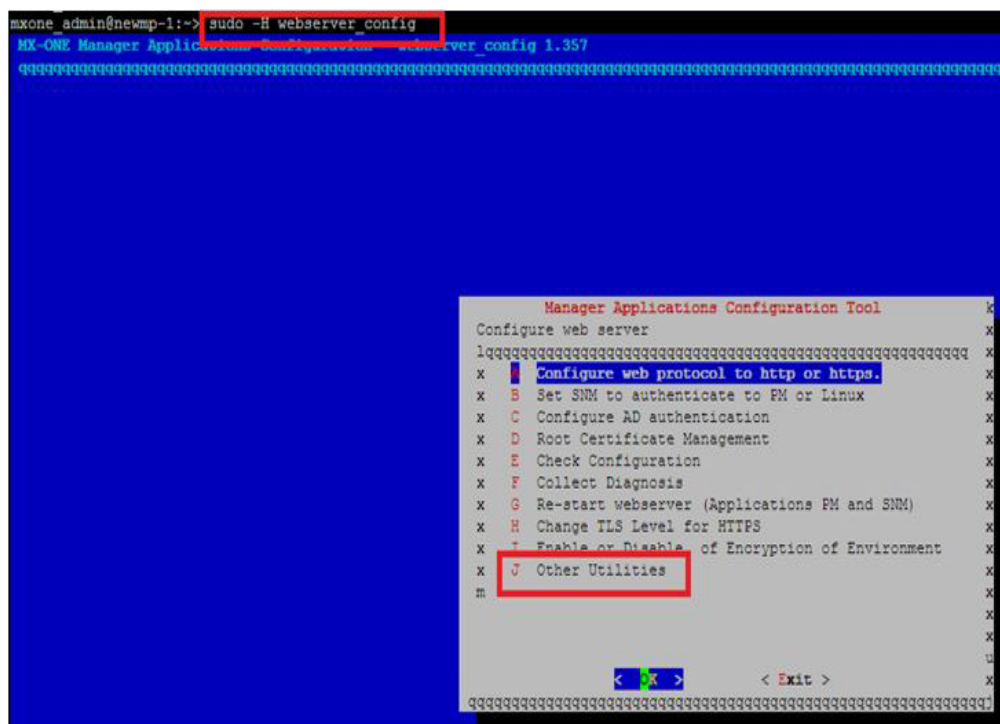 mxone_admin@newmp-1:~> sudo -H webserver_config
MX-ONE Manager Applications Configuration - webserver_config 1.357
Manager Applications Configuration Tool
Configure web server
A Configure web protocol to http or https.
B Set SNM to authenticate to PM or Linux
C Configure AD authentication
D Root Certificate Management
E Check Configuration
F Collect Diagnosis
G Re-start webserver (Applications PM and SNM)
H Change TLS Level for HTTPS
I Enable or Disable of Encryption of Environment
J Other Utilities
< OK > < Exit >